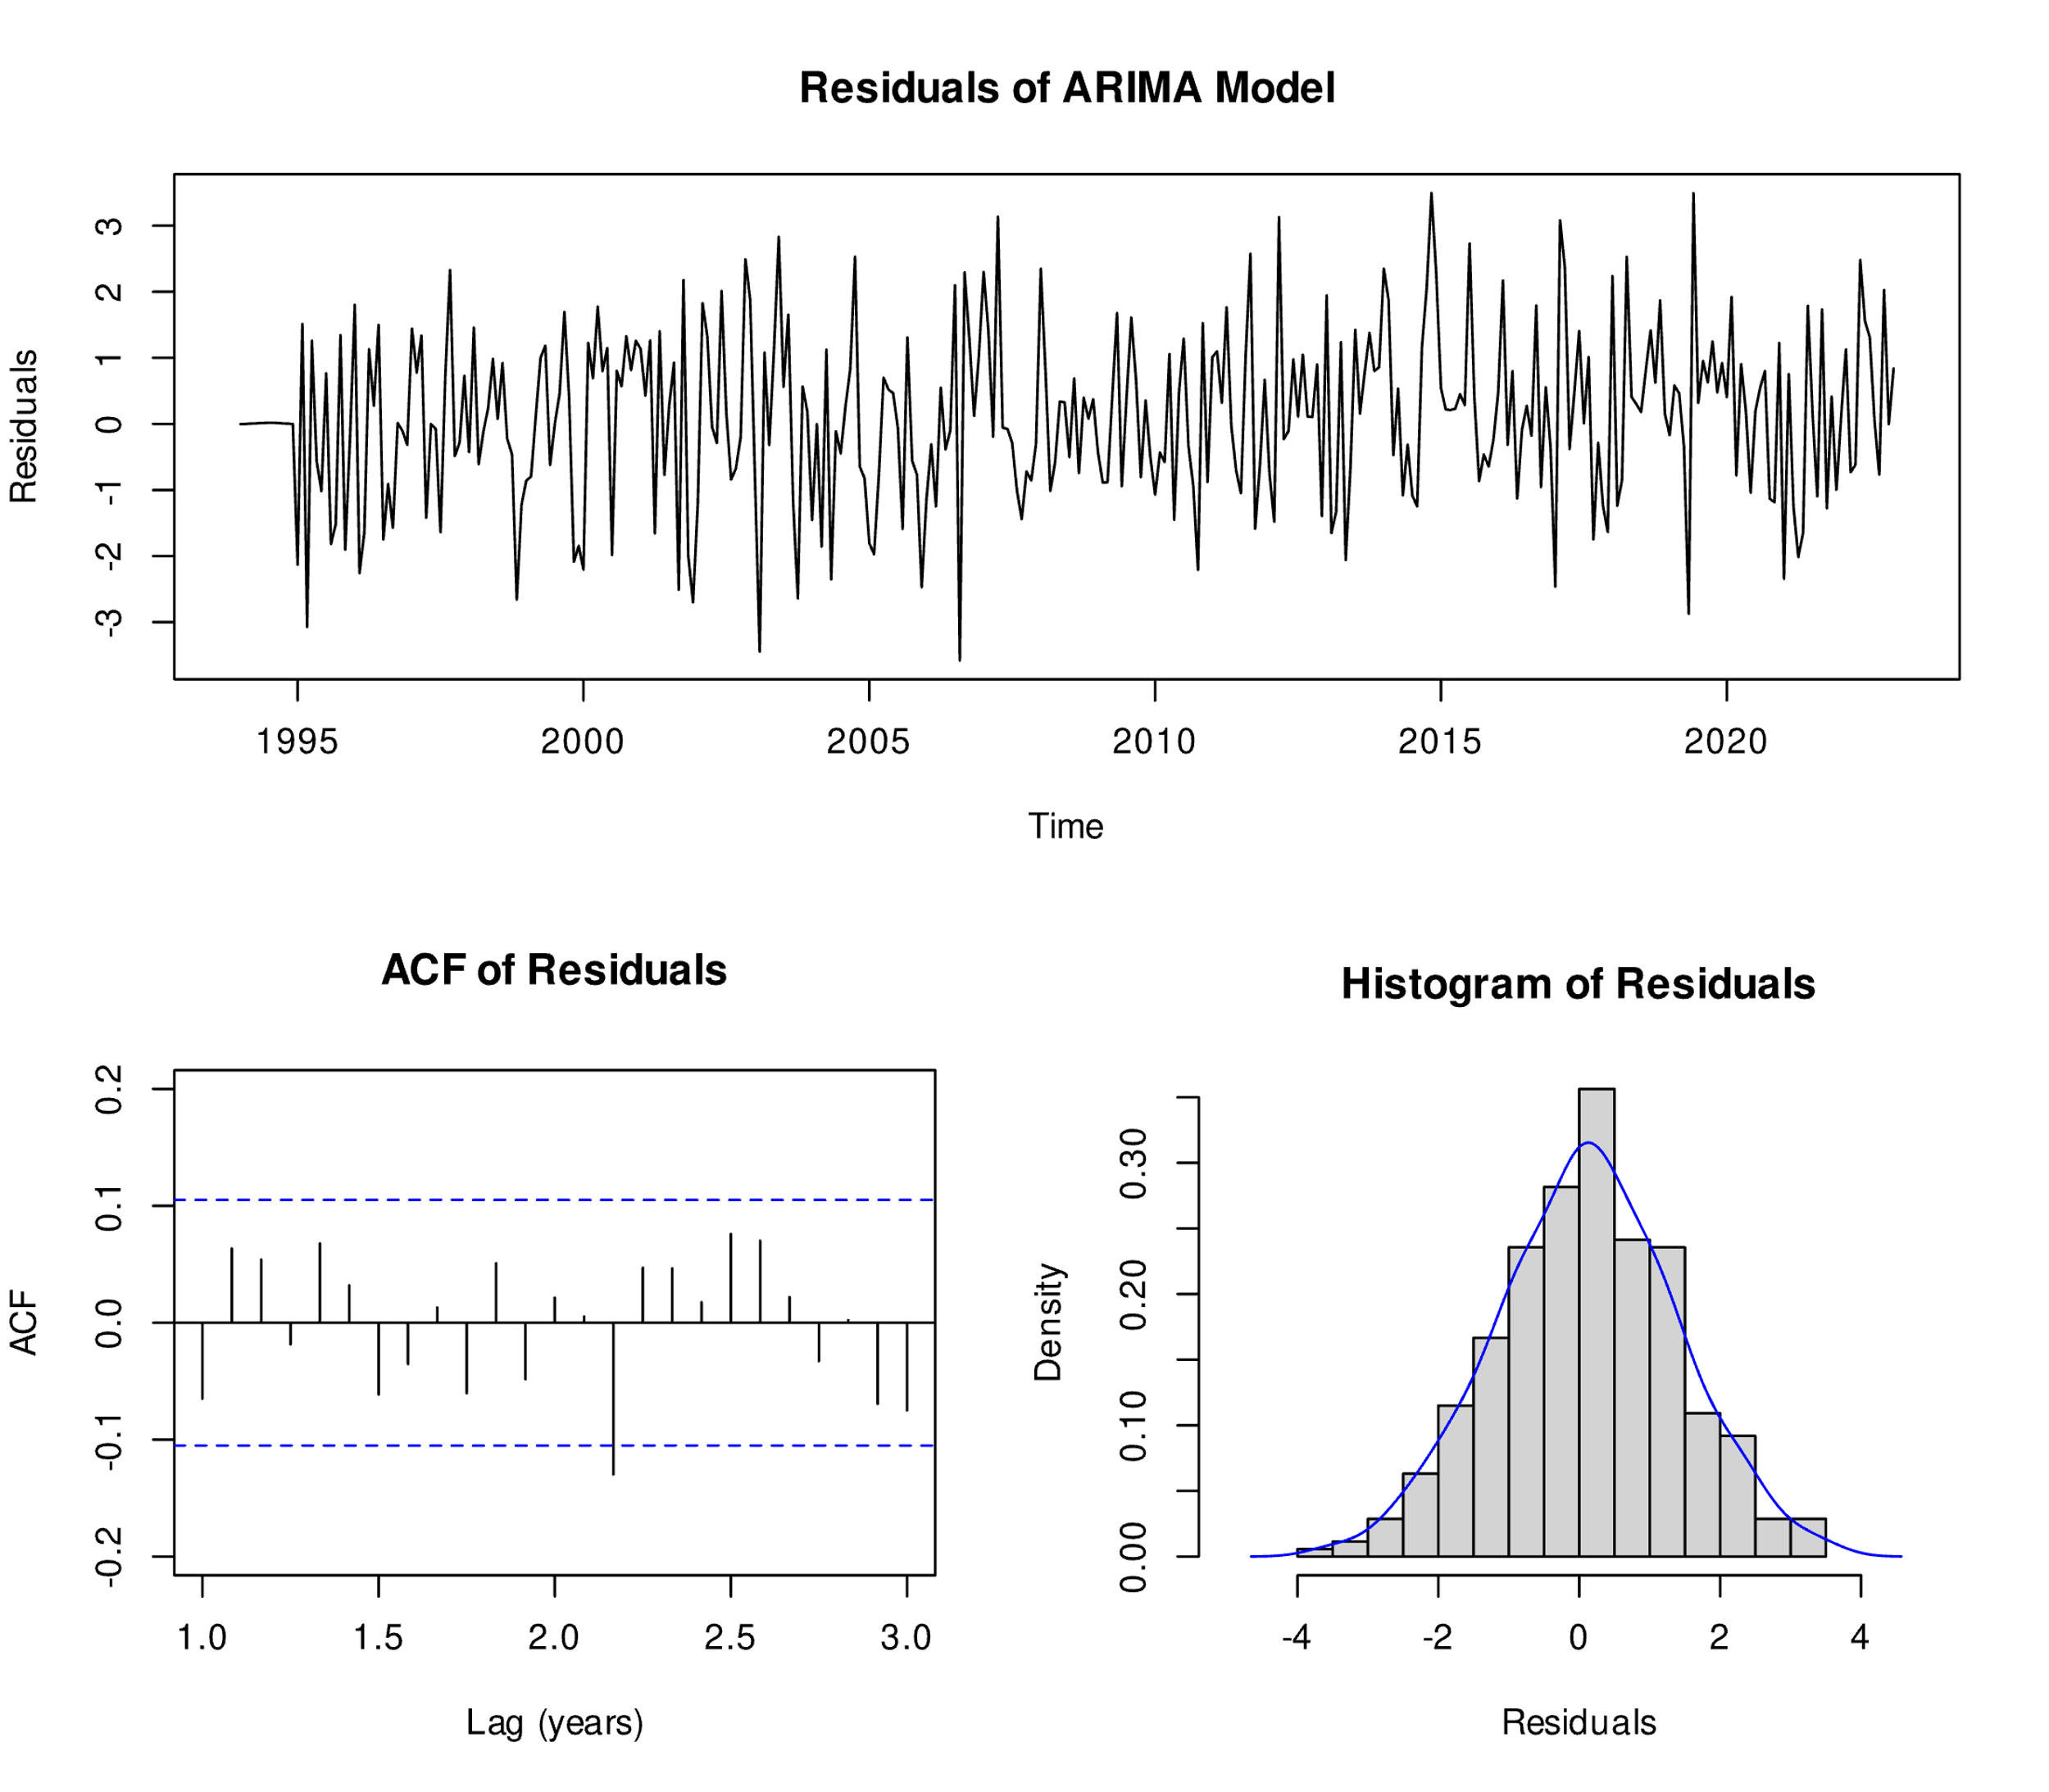 Residuals of ARIMA Model
Residuals
3
2
1
0
-1
-2
-3
1995 2000 2005 2010 2015 2020
Time
ACF of Residuals
ACF
0.2
0.1
0.0
-0.1
-0.2
1.0 1.5 2.0 2.5 3.0
Lag (years)
Histogram of Residuals
Density
0.30
0.20
0.10
0.00
-4 -2 0 2 4
Residuals